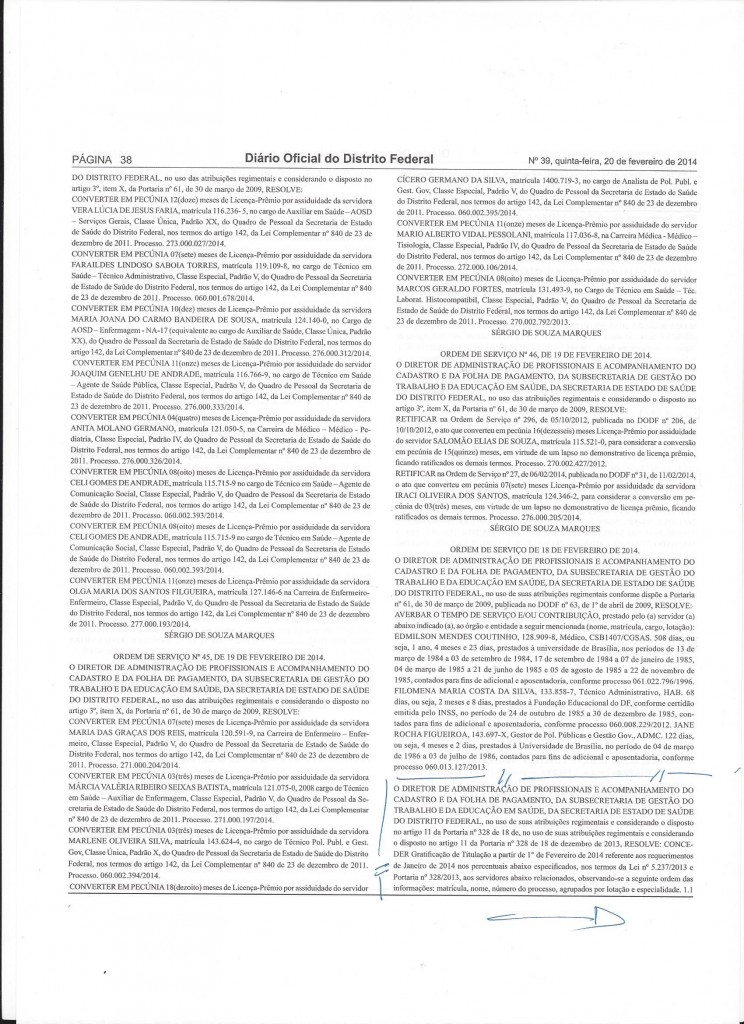 PÁGINA 38
Diário Oficial do Distrito Federal
Nº 39, quinta-feira, 20 de fevereiro de 2014
DO DISTRITO FEDERAL, no uso das atribuições regimentais e considerando o disposto no
artigo 3º, item X, da Portaria nº 61, de 30 de março de 2009, RESOLVE:
CONVERTER EM PECÚNIA 12(doze) meses de Licença-Prêmio por assiduidade da servidora
VERA LÚCIA DE JESUS FARIA, matrícula 116.236-5, no cargo de Auxiliar em Saúde – AOSD
– Serviços Gerais, Classe Única, Padrão XX, do Quadro de Pessoal da Secretaria de Estado
de Saúde do Distrito Federal, nos termos do artigo 142, da Lei Complementar nº 840 de 23 de
dezembro de 2011. Processo. 273.000.027/2014.
CONVERTER EM PECÚNIA 07(sete) meses de Licença-Prêmio por assiduidade da servidora
FARAILDES LINDOSO SABOIA TORRES, matrícula 119.109-8, no cargo de Técnico em
Saúde – Técnico Administrativo, Classe Especial, Padrão V, do Quadro de Pessoal da Secretaria
de Estado de Saúde do Distrito Federal, nos termos do artigo 142, da Lei Complementar nº 840
de 23 de dezembro de 2011. Processo. 060.001.678/2014.
CONVERTER EM PECÚNIA 10(dez) meses de Licença-Prêmio por assiduidade da servidora
MARIA JOANA DO CARMO BANDEIRA DE SOUSA, matrícula 124.140-0, no Cargo de
AOSD – Enfermagem - NA-17 (equivalente ao cargo de Auxiliar de Saúde, Classe Única, Padrão
XX), do Quadro de Pessoal da Secretaria de Estado de Saúde do Distrito Federal, nos termos do
artigo 142, da Lei Complementar nº 840 de 23 de dezembro de 2011. Processo. 276.000.312/2014.
CONVERTER EM PECÚNIA 11(onze) meses de Licença-Prêmio por assiduidade do servidor
JOAQUIM GENELHU DE ANDRADE, matrícula 116.766-9, no cargo de Técnico em Saúde
– Agente de Saúde Pública, Classe Especial, Padrão V, do Quadro de Pessoal da Secretaria de
Estado de Saúde do Distrito Federal, nos termos do artigo 142, da Lei Complementar nº 840 de
23 de dezembro de 2011. Processo. 276.000.333/2014.
CONVERTER EM PECÚNIA 04(quatro) meses de Licença-Prêmio por assiduidade da servidora
ANITA MOLANO GERMANO, matrícula 121.050-5, na Carreira de Médico – Médico - Pe-
diatria, Classe Especial, Padrão IV, do Quadro de Pessoal da Secretaria de Estado de Saúde do
Distrito Federal, nos termos do artigo 142, da Lei Complementar nº 840 de 23 de dezembro de
2011. Processo. 276.000.326/2014.
CONVERTER EM PECÚNIA 08(oito) meses de Licença-Prêmio por assiduidade da servidora
CELI GOMES DE ANDRADE, matrícula 115.715-9 no cargo de Técnico em Saúde – Agente de
Comunicação Social, Classe Especial, Padrão V, do Quadro de Pessoal da Secretaria de Estado
de Saúde do Distrito Federal, nos termos do artigo 142, da Lei Complementar nº 840 de 23 de
dezembro de 2011. Processo. 060.002.393/2014.
CONVERTER EM PECÚNIA 08(oito) meses de Licença-Prêmio por assiduidade da servidora
CELI GOMES DE ANDRADE, matrícula 115.715-9 no cargo de Técnico em Saúde – Agente de
Comunicação Social, Classe Especial, Padrão V, do Quadro de Pessoal da Secretaria de Estado
de Saúde do Distrito Federal, nos termos do artigo 142, da Lei Complementar nº 840 de 23 de
dezembro de 2011. Processo. 060.002.393/2014.
CONVERTER EM PECÚNIA 11(onze) meses de Licença-Prêmio por assiduidade da servidora
OLGA MARIA DOS SANTOS FILGUEIRA, matrícula 127.146-6 na Carreira de Enfermeiro-
Enfermeiro, Classe Especial, Padrão V, do Quadro de Pessoal da Secretaria de Estado de Saúde
do Distrito Federal, nos termos do artigo 142, da Lei Complementar nº 840 de 23 de dezembro
de 2011. Processo. 277.000.193/2014.
SÉRGIO DE SOUZA MARQUES
ORDEM DE SERVIÇO Nº 45, DE 19 DE FEVEREIRO DE 2014.
O DIRETOR DE ADMINISTRAÇÃO DE PROFISSIONAIS E ACOMPANHAMENTO DO
CADASTRO E DA FOLHA DE PAGAMENTO, DA SUBSECRETARIA DE GESTÃO DO
TRABALHO E DA EDUCAÇÃO EM SAÚDE, DA SECRETARIA DE ESTADO DE SAÚDE
DO DISTRITO FEDERAL, no uso das atribuições regimentais e considerando o disposto no
artigo 3º, item X, da Portaria nº 61, de 30 de março de 2009, RESOLVE:
CONVERTER EM PECÚNIA 07(sete) meses de Licença-Prêmio por assiduidade da servidora
MARIA DAS GRAÇAS DOS REIS, matrícula 120.591-9, na Carreira de Enfermeiro – Enfer-
meiro, Classe Especial, Padrão V, do Quadro de Pessoal da Secretaria de Estado de Saúde do
Distrito Federal, nos termos do artigo 142, da Lei Complementar nº 840 de 23 de dezembro de
2011. Processo. 271.000.204/2014.
CONVERTER EM PECÚNIA 03(três) meses de Licença-Prêmio por assiduidade da servidora
MÁRCIA VALÉRIA RIBEIRO SEIXAS BATISTA, matrícula 121.075-0, 2008 cargo de Técnico
em Saúde – Auxiliar de Enfermagem, Classe Especial, Padrão V, do Quadro de Pessoal da Se-
cretaria de Estado de Saúde do Distrito Federal, nos termos do artigo 142, da Lei Complementar
nº 840 de 23 de dezembro de 2011. Processo. 271.000.197/2014.
CONVERTER EM PECÚNIA 03(três) meses de Licença-Prêmio por assiduidade da servidora
MARLENE OLIVEIRA SILVA, matrícula 143.624-4, no cargo de Técnico Pol. Publ. e Gest.
Gov, Classe Única, Padrão X, do Quadro de Pessoal da Secretaria de Estado de Saúde do Distrito
Federal, nos termos do artigo 142, da Lei Complementar nº 840 de 23 de dezembro de 2011.
Processo. 060.002.394/2014.
CONVERTER EM PECÚNIA 18(dezoito) meses de Licença-Prêmio por assiduidade do servidor
CÍCERO GERMANO DA SILVA, matrícula 1400.719-3, no cargo de Analista de Pol. Publ. e
Gest. Gov, Classe Especial, Padrão V, do Quadro de Pessoal da Secretaria de Estado de Saúde
do Distrito Federal, nos termos do artigo 142, da Lei Complementar nº 840 de 23 de dezembro
de 2011. Processo. 060.002.395/2014.
CONVERTER EM PECÚNIA 11(onze) meses de Licença-Prêmio por assiduidade do servidor
MARIO ALBERTO VIDAL PESSOLANI, matrícula 117.036-8, na Carreira Médica - Médico –
Tisiologia, Classe Especial, Padrão IV, do Quadro de Pessoal da Secretaria de Estado de Saúde
do Distrito Federal, nos termos do artigo 142, da Lei Complementar nº 840 de 23 de dezembro
de 2011. Processo. 272.000.106/2014.
CONVERTER EM PECÚNIA 08(oito) meses de Licença-Prêmio por assiduidade do servidor
MARCOS GERALDO FORTES, matrícula 131.493-9, no Cargo de Técnico em Saúde – Téc.
Laborat. Histocompatibil, Classe Especial, Padrão V, do Quadro de Pessoal da Secretaria de
Estado de Saúde do Distrito Federal, nos termos do artigo 142, da Lei Complementar nº 840 de
23 de dezembro de 2011. Processo. 270.002.792/2013.
SÉRGIO DE SOUZA MARQUES
ORDEM DE SERVIÇO Nº 46, DE 19 DE FEVEREIRO DE 2014.
O DIRETOR DE ADMINISTRAÇÃO DE PROFISSIONAIS E ACOMPANHAMENTO DO
CADASTRO E DA FOLHA DE PAGAMENTO, DA SUBSECRETARIA DE GESTÃO DO
TRABALHO E DA EDUCAÇÃO EM SAÚDE, DA SECRETARIA DE ESTADO DE SAÚDE
DO DISTRITO FEDERAL, no uso das atribuições regimentais e considerando o disposto no
artigo 3º, item X, da Portaria nº 61, de 30 de março de 2009, RESOLVE:
RETIFICAR na Ordem de Serviço nº 296, de 05/10/2012, publicada no DODF nº 206, de
10/10/2012, o ato que converteu em pecúnia 16(dezesseis) meses Licença-Prêmio por assiduidade
do servidor SALOMÃO ELIAS DE SOUZA, matrícula 115.521-0, para considerar a conversão
em pecúnia de 15(quinze) meses, em virtude de um lapso no demonstrativo de licença prêmio,
ficando ratificados os demais termos. Processo. 270.002.427/2012.
RETIFICAR na Ordem de Serviço nº 27, de 06/02/2014, publicada no DODF nº 31, de 11/02/2014,
o ato que converteu em pecúnia 07(sete) meses Licença-Prêmio por assiduidade da servidora
IRACI OLIVEIRA DOS SANTOS, matrícula 124.346-2, para considerar a conversão em pe-
cúnia de 03(três) meses, em virtude de um lapso no demonstrativo de licença prêmio, ficando
ratificados os demais termos. Processo. 276.000.205/2014.
SÉRGIO DE SOUZA MARQUES
ORDEM DE SERVIÇO DE 18 DE FEVEREIRO DE 2014.
O DIRETOR DE ADMINISTRAÇÃO DE PROFISSIONAIS E ACOMPANHAMENTO DO
CADASTRO E DA FOLHA DE PAGAMENTO, DA SUBSECRETARIA DE GESTÃO DO
TRABALHO E DA EDUCAÇÃO EM SAÚDE, DA SECRETARIA DE ESTADO DE SAÚDE
DO DISTRITO FEDERAL, no uso de suas atribuições regimentais conforme dispõe a Portaria
nº 61, de 30 de março de 2009, publicada no DODF nº 63, de 1º de abril de 2009, RESOLVE:
AVERBAR O TEMPO DE SERVIÇO E/OU CONTRIBUIÇÃO, prestado pelo (a) servidor (a)
abaixo indicado (a), ao órgão e entidade a seguir mencionada (nome, matrícula, cargo, lotação):
EDMILSON MENDES COUTINHO, 128.909-8, Médico, CSB1407/CGSAS. 508 dias, ou
seja, 1 ano, 4 meses e 23 dias, prestados à universidade de Brasília, nos períodos de 13 de
março de 1984 a 03 de setembro de 1984, 17 de setembro de 1984 a 07 de janeiro de 1985,
04 de março de 1985 a 21 de junho de 1985 e 05 de agosto de 1985 a 22 de novembro de
1985, contados para fins de adicional e aposentadoria, conforme processo 061.022.796/1996.
FILOMENA MARIA COSTA DA SILVA, 133.858-7, Técnico Administrativo, HAB. 68
dias, ou seja, 2 meses e 8 dias, prestados à Fundação Educacional do DF, conforme certidão
emitida pelo INSS, no período de 24 de outubro de 1985 a 30 de dezembro de 1985, con-
tados para fins de adicional e aposentadoria, conforme processo 060.008.229/2012. JANE
ROCHA FIGUEIROA, 143.697-X, Gestor de Pol. Públicas e Gestão Gov., ADMC. 122 dias,
ou seja, 4 meses e 2 dias, prestados à Universidade de Brasília, no período de 04 de março
de 1986 a 03 de julho de 1986, contados para fins de adicional e aposentadoria, conforme
processo 060.013.127/2013.
O DIRETOR DE ADMINISTRAÇÃO DE PROFISSIONAIS E ACOMPANHAMENTO DO
CADASTRO E DA FOLHA DE PAGAMENTO, DA SUBSECRETARIA DE GESTÃO DO
TRABALHO E DA EDUCAÇÃO EM SAÚDE, DA SECRETARIA DE ESTADO DE SAÚDE
DO DISTRITO FEDERAL, no uso de suas atribuições regimentais e considerando o disposto
no artigo 11 da Portaria nº 328 de 18 de, no uso de suas atribuições regimentais e considerando
o disposto no artigo 11 da Portaria nº 328 de 18 de dezembro de 2013, RESOLVE: CONCE-
DER Gratificação de Titulação a partir de 1º de Fevereiro de 2014 referente aos requerimentos
de Janeiro de 2014 nos percentuais abaixo especificados, nos termos da Lei nº 5.237/2013 e
Portaria nº 328/2013, aos servidores abaixo relacionados, observando-se a seguinte ordem das
informações: matrícula, nome, número do processo, agrupados por lotação e especialidade. 1.1